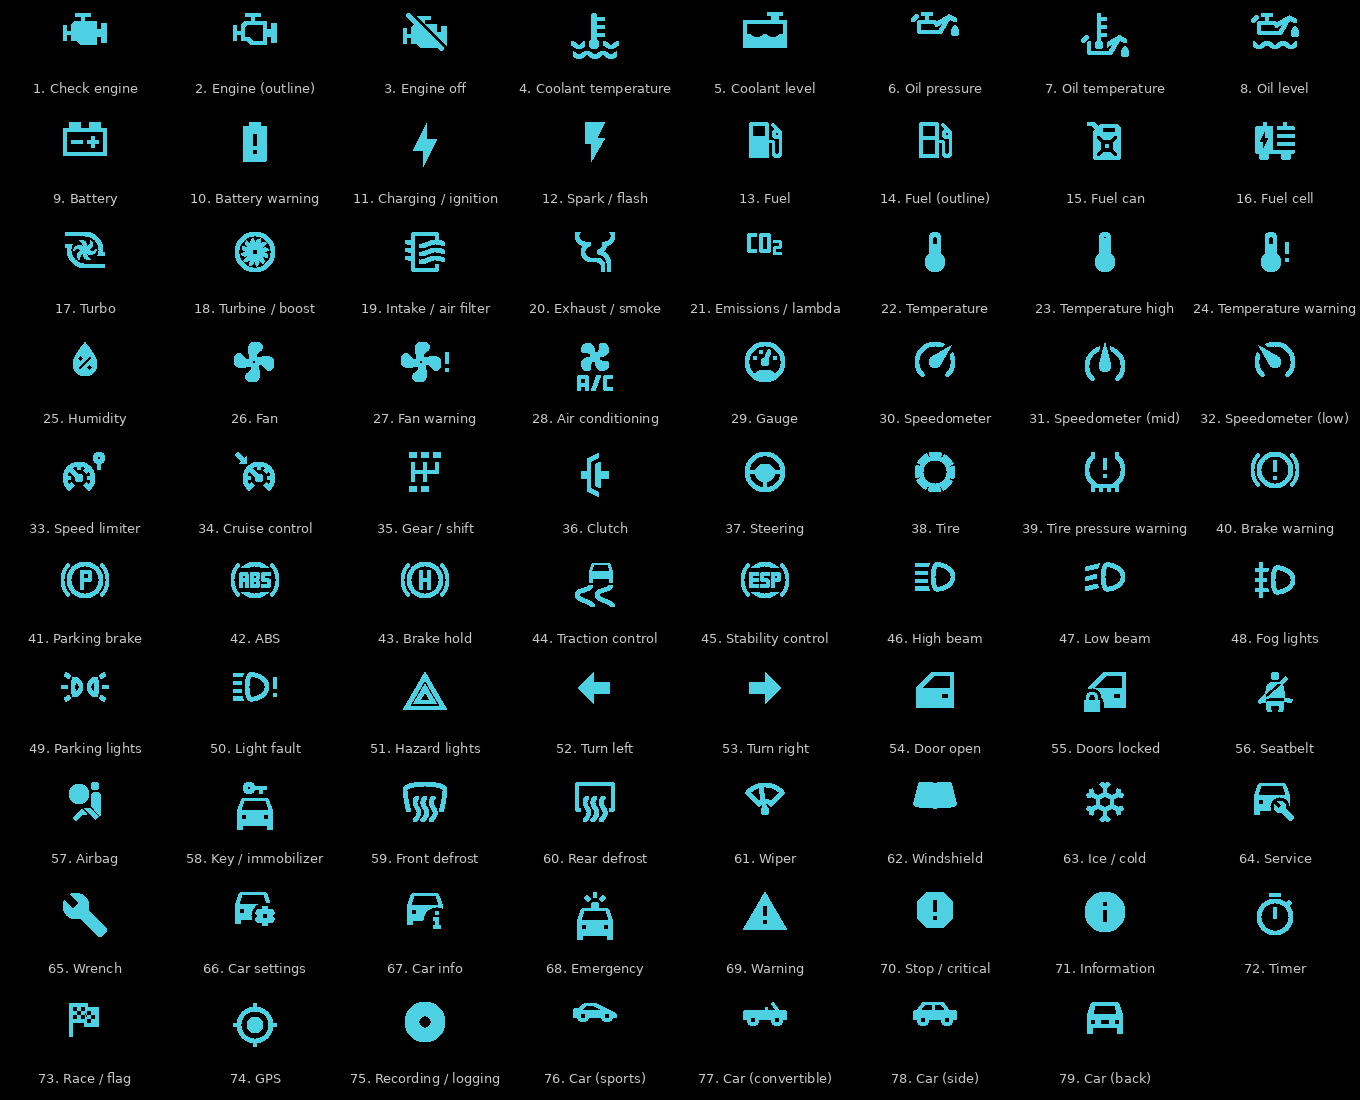 1. Check engine
2. Engine (outline)
3. Engine off
4. Coolant temperature
5. Coolant level
6. Oil pressure
7. Oil temperature
8. Oil level
9. Battery
10. Battery warning
11. Charging / ignition
12. Spark / flash
13. Fuel
14. Fuel (outline)
15. Fuel can
16. Fuel cell
CO2
17. Turbo
18. Turbine / boost
19. Intake / air filter
20. Exhaust / smoke
21. Emissions / lambda
22. Temperature
23. Temperature high
24. Temperature warning
A/C
25. Humidity
26. Fan
27. Fan warning
28. Air conditioning
29. Gauge
30. Speedometer
31. Speedometer (mid)
32. Speedometer (low)
33. Speed limiter
34. Cruise control
35. Gear / shift
36. Clutch
37. Steering
38. Tire
39. Tire pressure warning
40. Brake warning
P
ABS
H
ESP
41. Parking brake
42. ABS
43. Brake hold
44. Traction control
45. Stability control
46. High beam
47. Low beam
48. Fog lights
49. Parking lights
50. Light fault
51. Hazard lights
52. Turn left
53. Turn right
54. Door open
55. Doors locked
56. Seatbelt
57. Airbag
58. Key / immobilizer
59. Front defrost
60. Rear defrost
61. Wiper
62. Windshield
63. Ice / cold
64. Service
65. Wrench
66. Car settings
67. Car info
68. Emergency
69. Warning
70. Stop / critical
71. Information
72. Timer
73. Race / flag
74. GPS
75. Recording / logging
76. Car (sports)
77. Car (convertible)
78. Car (side)
79. Car (back)